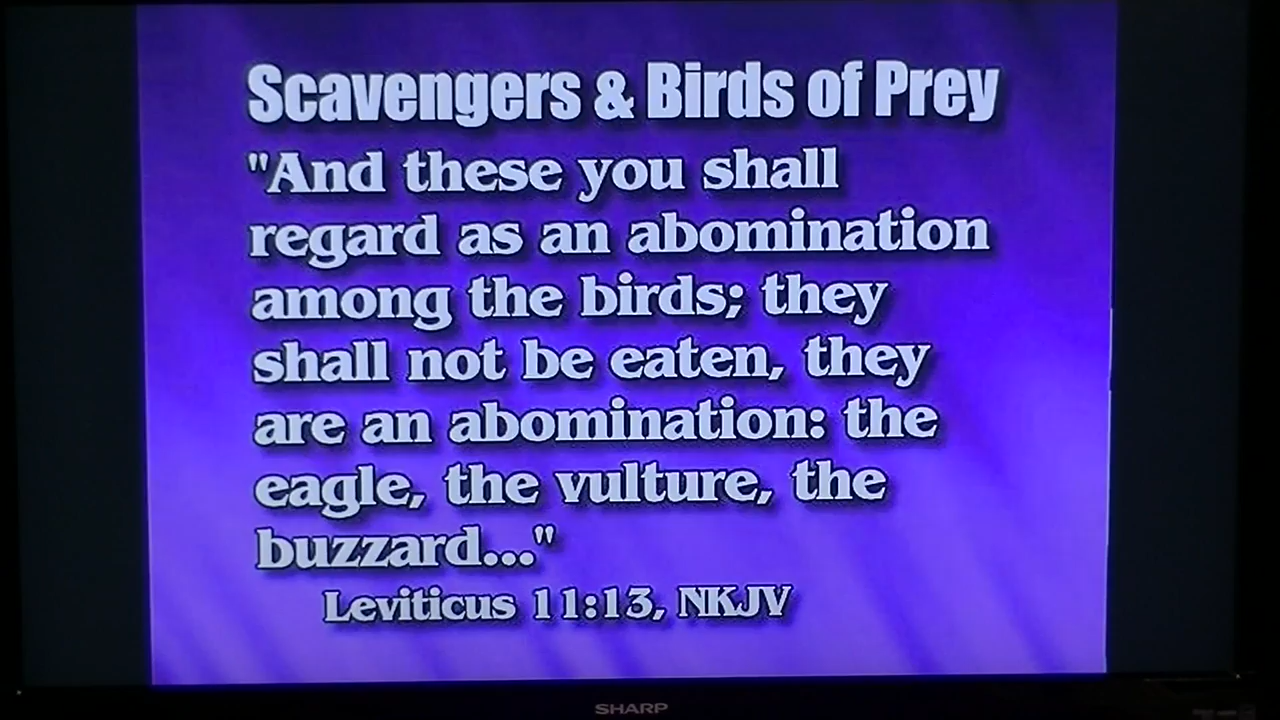 Scavengers & Birds of Prey
"And these you shall
regard as an abomination
among the birds; they
shall not be eaten, they
are an abomination: the
eagle, the vulture, the
buzzard..."
Leviticus 11:13, NKJV
SHARP